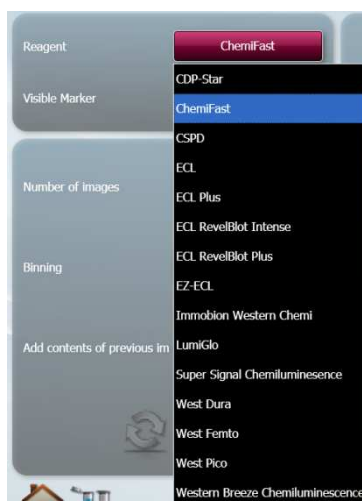 Reagent
ChemiFast
Visible Marker
Number of images
Binning
Add contents of previous im
CDP-Star
ChemiFast
CSPD
ECL
ECL Plus
ECL RevelBlot Intense
ECL RevelBlot Plus
EZ-ECL
Immobion Western Chemi
LumiGlo
Super Signal Chemiluminesence
West Dura
West Femto
West Pico
Western Breeze Chemiluminescence